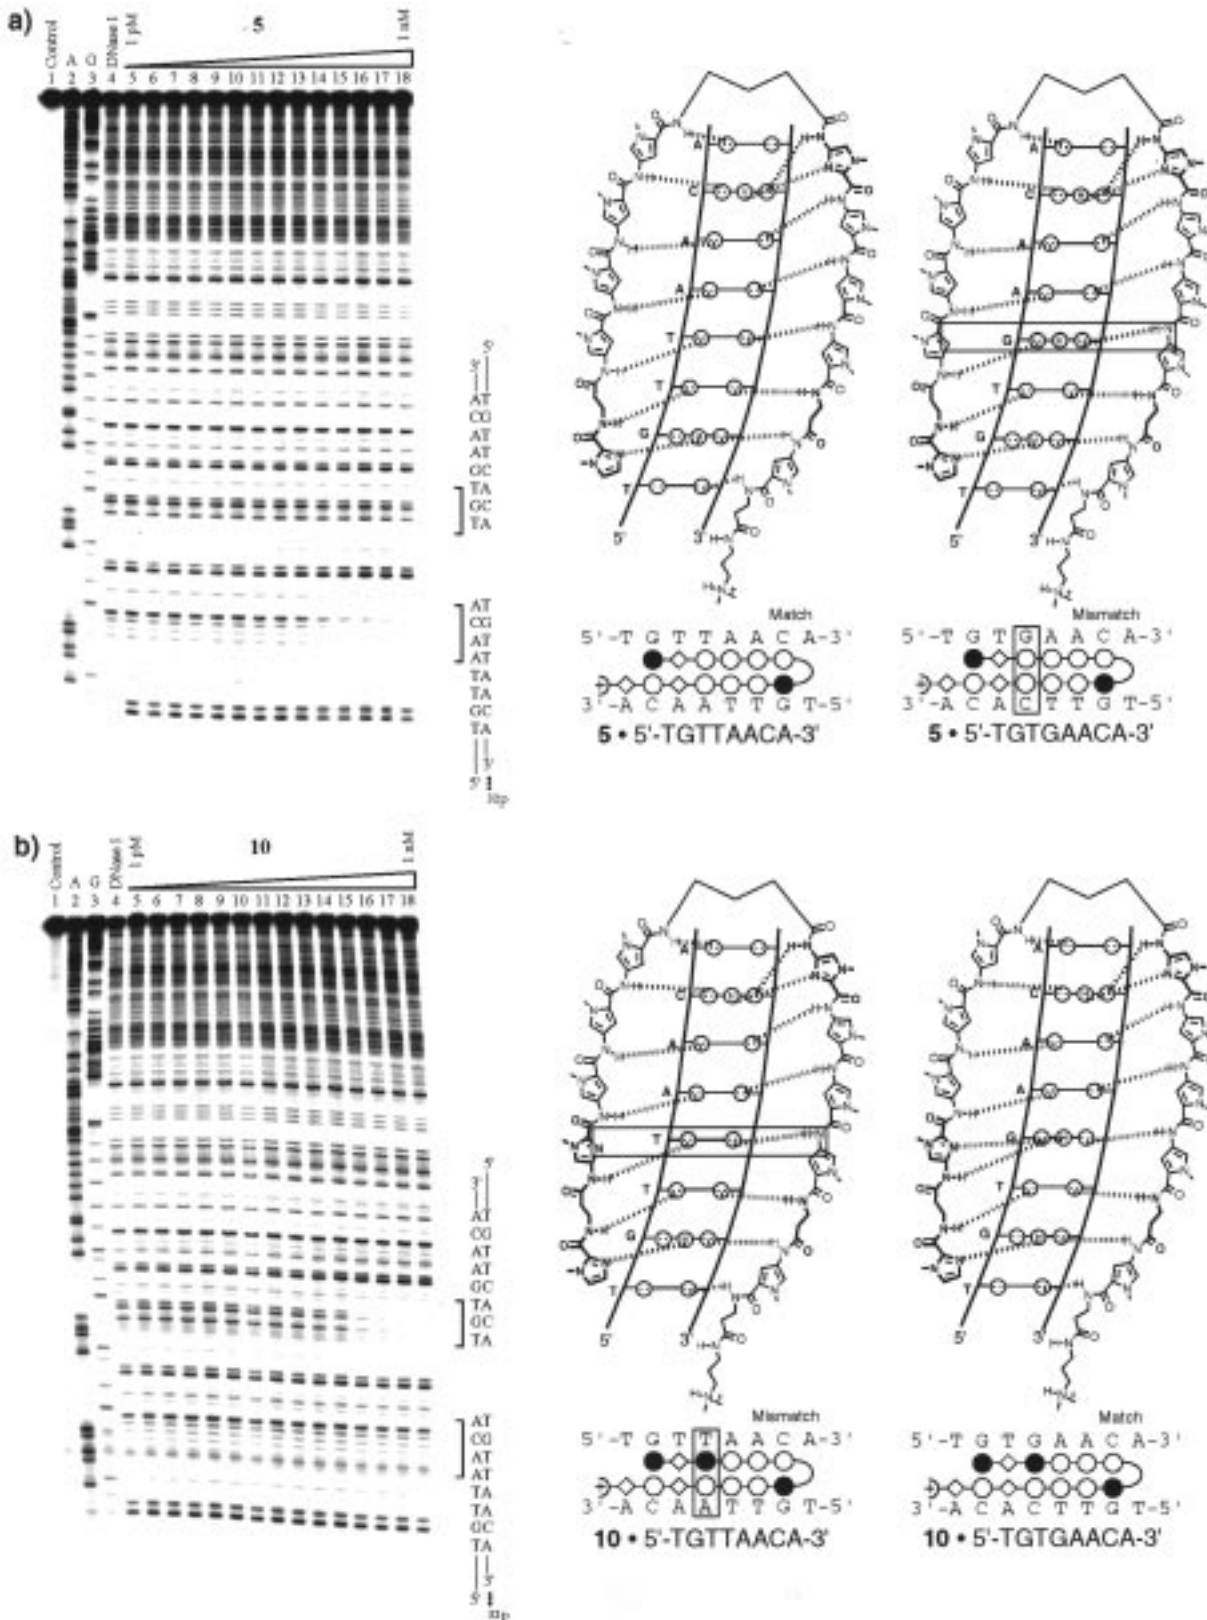 a)
Control
A
G
DNase I
1 pM
5
1 nM
1 2 3 4 5 6 7 8 9 10 11 12 13 14 15 16 17 18
AT
CG
AT
AT
GC
TA
GC
TA
AT
CG
AT
AT
TA
TA
GC
TA
3'
5'
A
C
A
A
T
T
G
T
5' 3'
Match
5'-T G T T A A C A-3'
3'-A C A A T T G T-5'
5 • 5'-TGTTAACA-3'
A
C
A
A
G
T
G
T
5' 3'
Mismatch
5'-T G T G A A C A-3'
3'-A C A C T T G T-5'
5 • 5'-TGTGAACA-3'
b)
Control
A
G
DNase I
1 pM
10
1 nM
1 2 3 4 5 6 7 8 9 10 11 12 13 14 15 16 17 18
AT
CG
AT
AT
GC
TA
GC
TA
AT
CG
AT
AT
TA
TA
GC
TA
3'
5'
A
C
A
A
T
T
G
T
5' 3'
Mismatch
5'-T G T T A A C A-3'
3'-A C A A T T G T-5'
10 • 5'-TGTTAACA-3'
A
C
A
A
G
T
G
T
5' 3'
Match
5'-T G T G A A C A-3'
3'-A C A C T T G T-5'
10 • 5'-TGTGAACA-3'